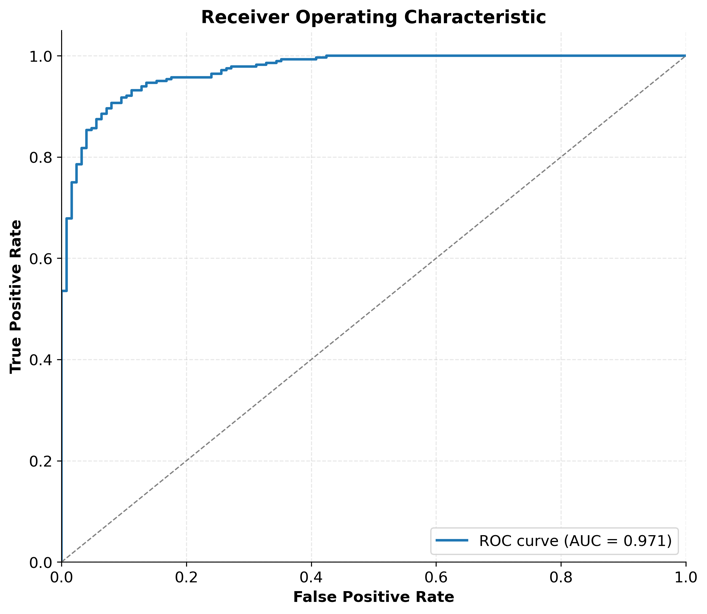 Receiver Operating Characteristic
1.0
0.8
0.6
0.4
0.2
0.0
True Positive Rate
ROC curve (AUC = 0.971)
0.0 0.2 0.4 0.6 0.8 1.0
False Positive Rate